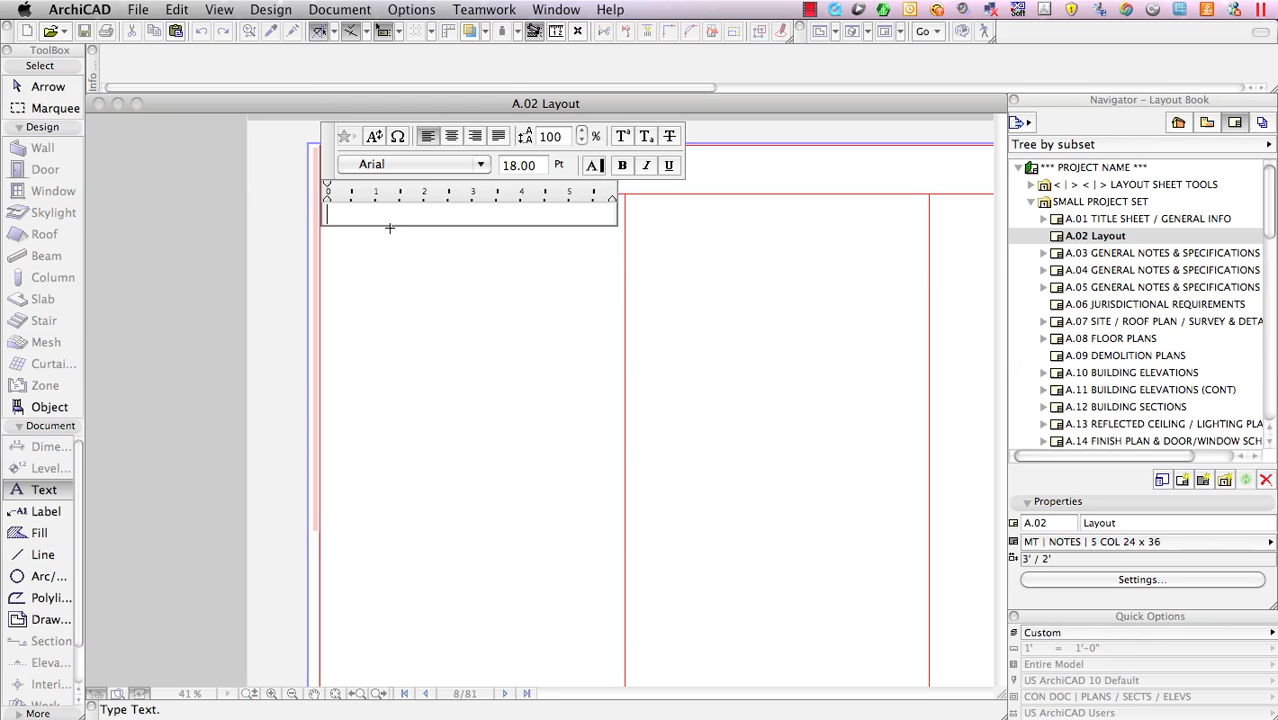 ArchiCAD File Edit View Design Document Options Teamwork Window Help
Go
ToolBox
Info
Select
Arrow
Marquee
Design
Wall
Door
Window
Skylight
Roof
Beam
Column
Slab
Stair
Mesh
Curtai...
Zone
Object
Document
Dime...
Level...
Text
Label
Fill
Line
Arc/...
Polyli...
Draw...
Section
Eleva...
Interi...
More
A.02 Layout
100 %
Arial 18.00 Pt A B I U
0 1 2 3 4 5
41 % 8/81
Type Text.
Navigator - Layout Book
Tree by subset
*** PROJECT NAME ***
< | > < | > LAYOUT SHEET TOOLS
SMALL PROJECT SET
A.01 TITLE SHEET / GENERAL INFO
A.02 Layout
A.03 GENERAL NOTES & SPECIFICATIONS
A.04 GENERAL NOTES & SPECIFICATIONS
A.05 GENERAL NOTES & SPECIFICATIONS
A.06 JURISDICTIONAL REQUIREMENTS
A.07 SITE / ROOF PLAN / SURVEY & DETA
A.08 FLOOR PLANS
A.09 DEMOLITION PLANS
A.10 BUILDING ELEVATIONS
A.11 BUILDING ELEVATIONS (CONT)
A.12 BUILDING SECTIONS
A.13 REFLECTED CEILING / LIGHTING PLA
A.14 FINISH PLAN & DOOR/WINDOW SCH
Properties
A.02 Layout
MT | NOTES | 5 COL 24 x 36
3' / 2'
Settings...
Quick Options
Custom
1' = 1'-0"
Entire Model
US ArchiCAD 10 Default
CON DOC | PLANS / SECTS / ELEVS
US ArchiCAD Users